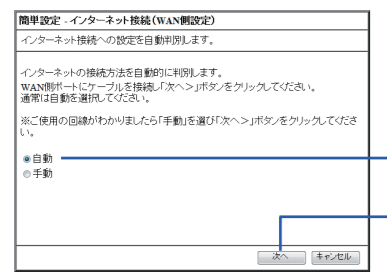 簡単設定 - インターネット接続(WAN側設定)
インターネット接続への設定を自動判別します。
インターネットの接続方法を自動的に判別します。
WAN側ポートにケーブルを接続し「次へ>」ボタンをクリックしてください。
通常は自動を選択してください。
※ご使用の回線がわかりましたら「手動」を選び「次へ>」ボタンをクリックしてくださ
い。
自動
手動
次へ キャンセル